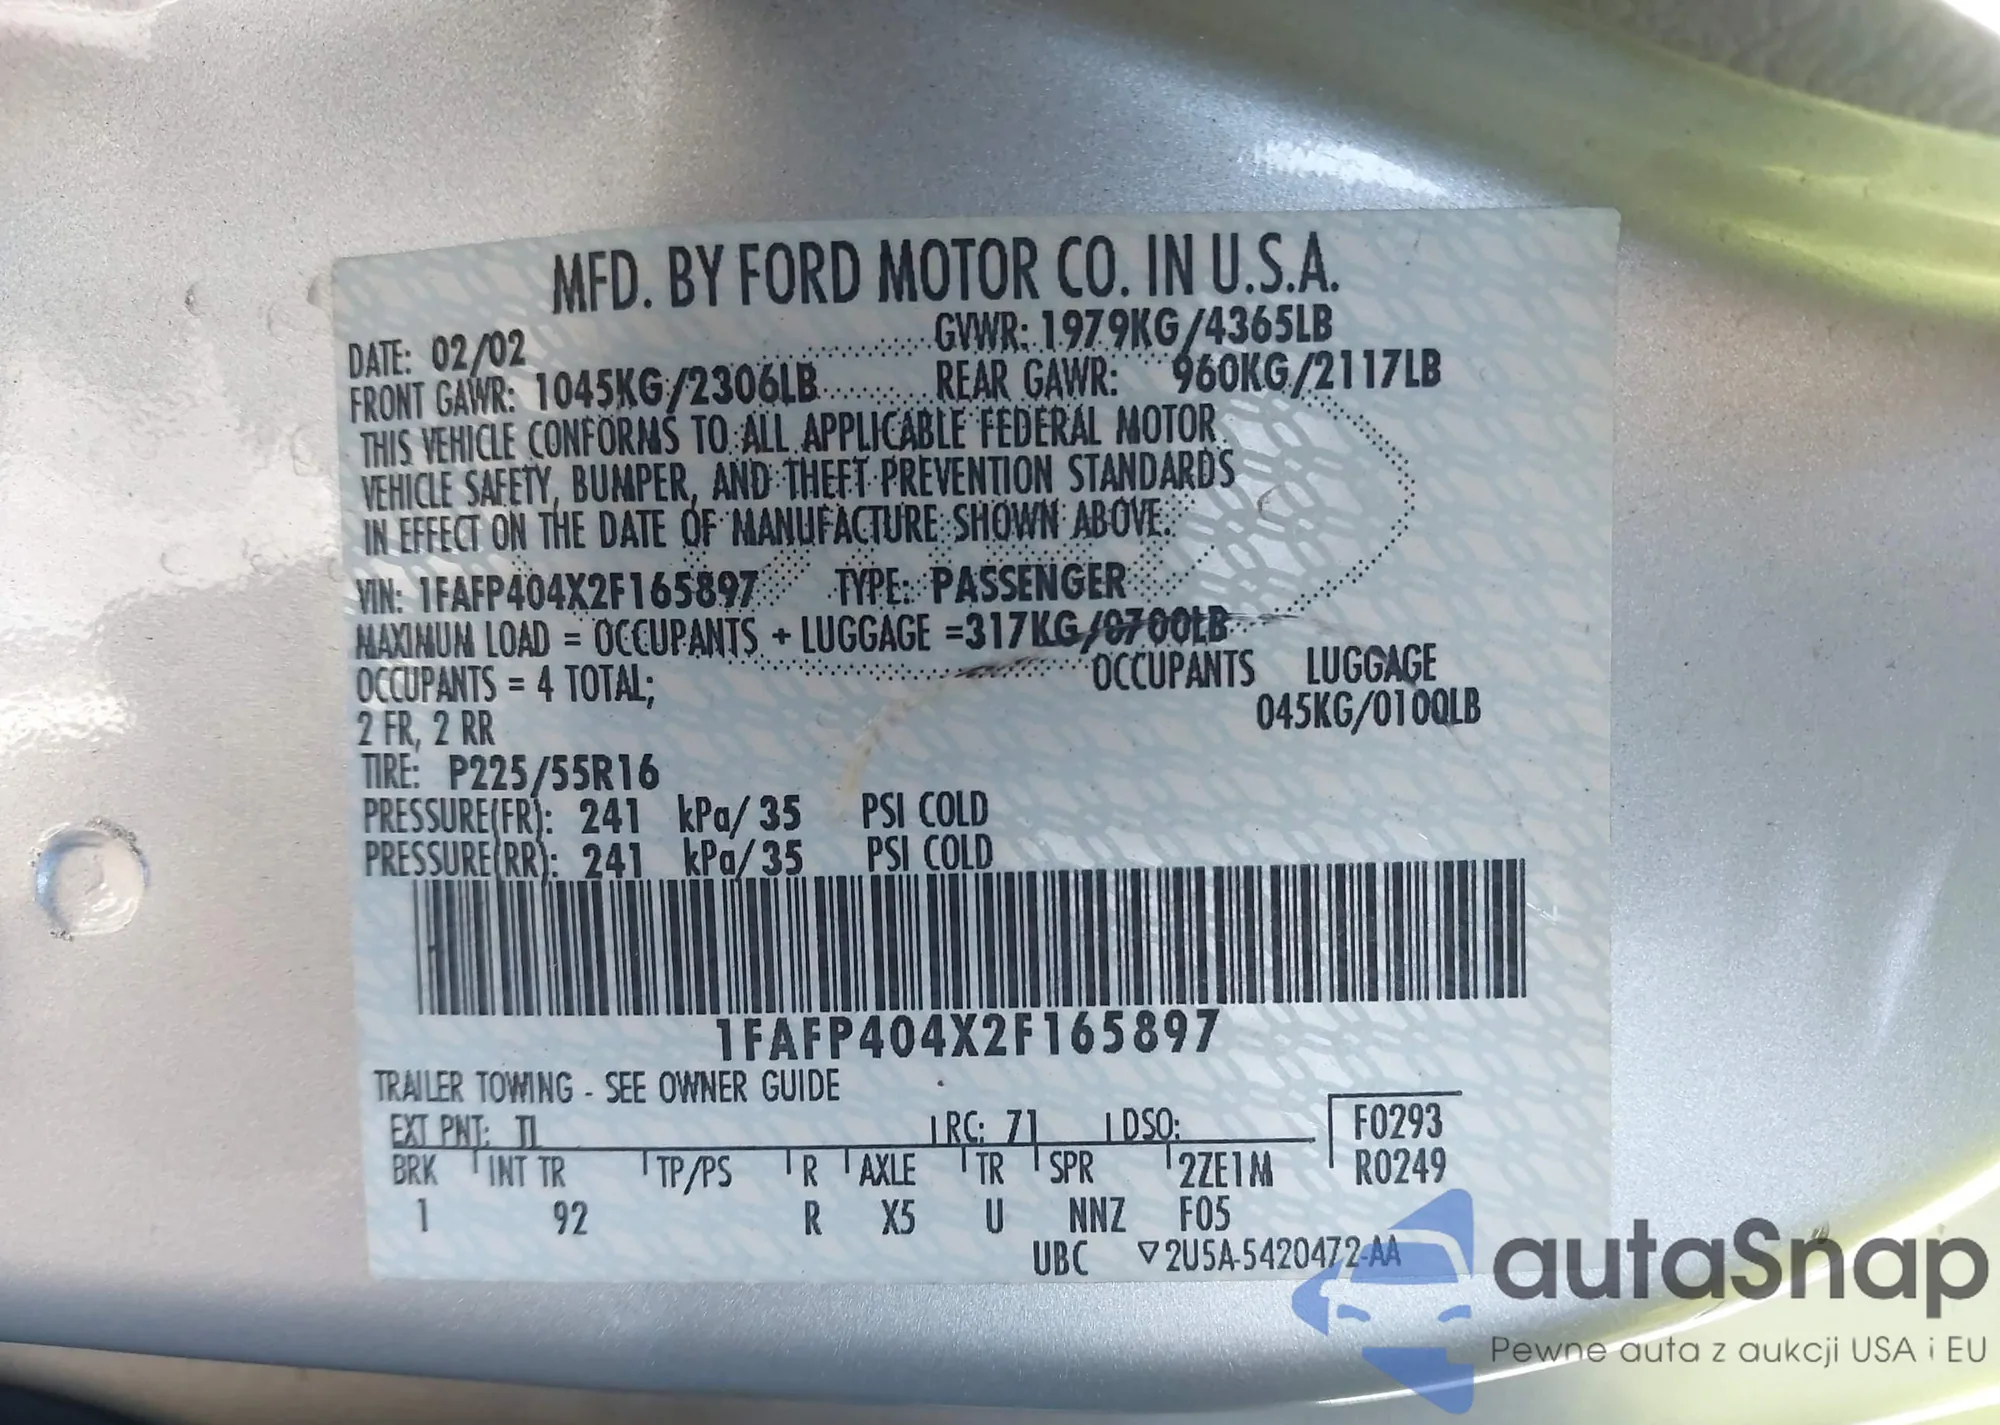 MFD. BY FORD MOTOR CO. IN U.S.A.
DATE: 02/02 GVWR: 1979KG/4365LB
FRONT GAWR: 1045KG/2306LB REAR GAWR: 960KG/2117LB
THIS VEHICLE CONFORMS TO ALL APPLICABLE FEDERAL MOTOR
VEHICLE SAFETY, BUMPER, AND THEFT PREVENTION STANDARDS
IN EFFECT ON THE DATE OF MANUFACTURE SHOWN ABOVE.
VIN: 1FAFP404X2F165897 TYPE: PASSENGER
MAXIMUM LOAD = OCCUPANTS + LUGGAGE =317KG/0700LB
OCCUPANTS = 4 TOTAL; OCCUPANTS LUGGAGE
2 FR, 2 RR 045KG/0100LB
TIRE: P225/55R16
PRESSURE(FR): 241 kPa/ 35 PSI COLD
PRESSURE(RR): 241 kPa/ 35 PSI COLD
1FAFP404X2F165897
TRAILER TOWING - SEE OWNER GUIDE
EXT PNT: TL RC: 71 DSO: F0293
BRK INT TR TP/PS R AXLE TR SPR 2ZE1M R0249
1 92 R X5 U NNZ F05
UBC ▽2U5A-5420472-AA
autaSnap
Pewne auta z aukcji USA i EU